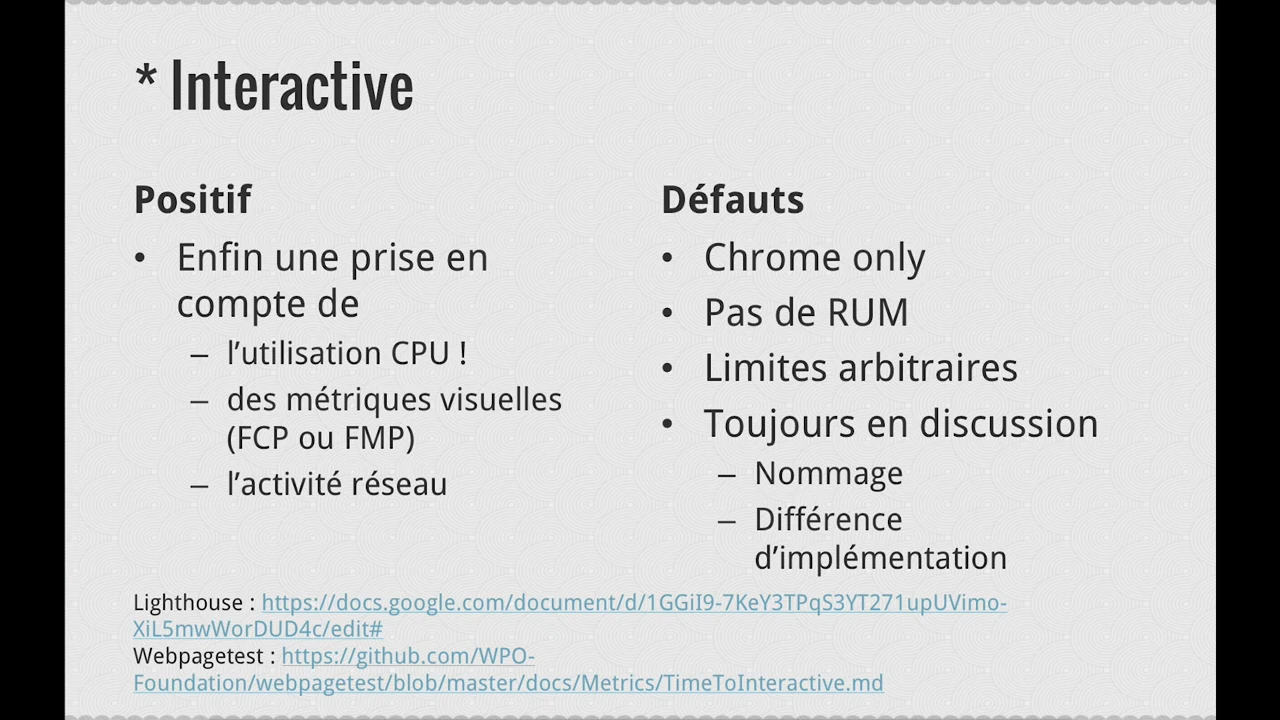 * Interactive
Positif
• Enfin une prise en
compte de
– l’utilisation CPU !
– des métriques visuelles
(FCP ou FMP)
– l’activité réseau
Défauts
• Chrome only
• Pas de RUM
• Limites arbitraires
• Toujours en discussion
– Nommage
– Différence
d’implémentation
Lighthouse : https://docs.google.com/document/d/1GGiI9-7KeY3TPqS3YT271upUVimo-
XiL5mwWorDUD4c/edit#
Webpagetest : https://github.com/WPO-
Foundation/webpagetest/blob/master/docs/Metrics/TimeToInteractive.md